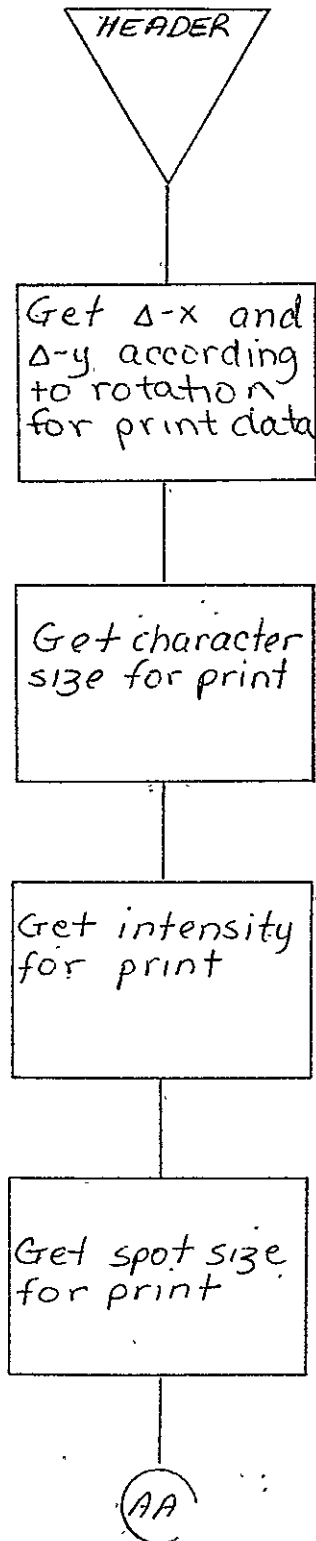 HEADER
Get Δ-x and
Δ-y according
to rotation
for print data
Get character
size for print
Get intensity
for print
Get spot size
for print
AA